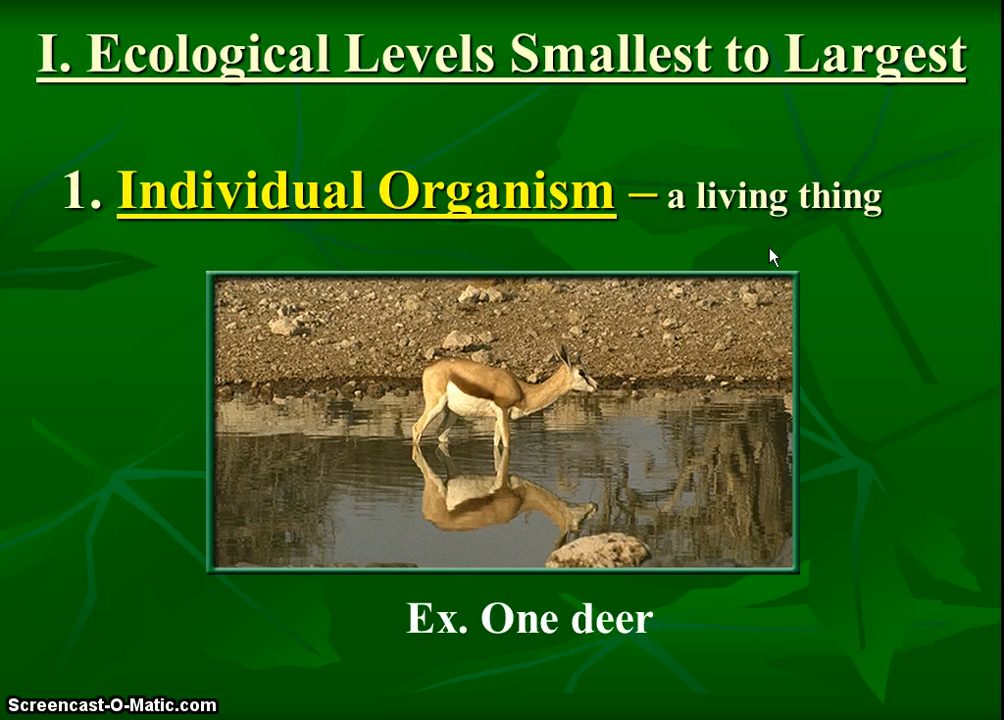 I. Ecological Levels Smallest to Largest
1. Individual Organism – a living thing
Ex. One deer
Screencast-O-Matic.com